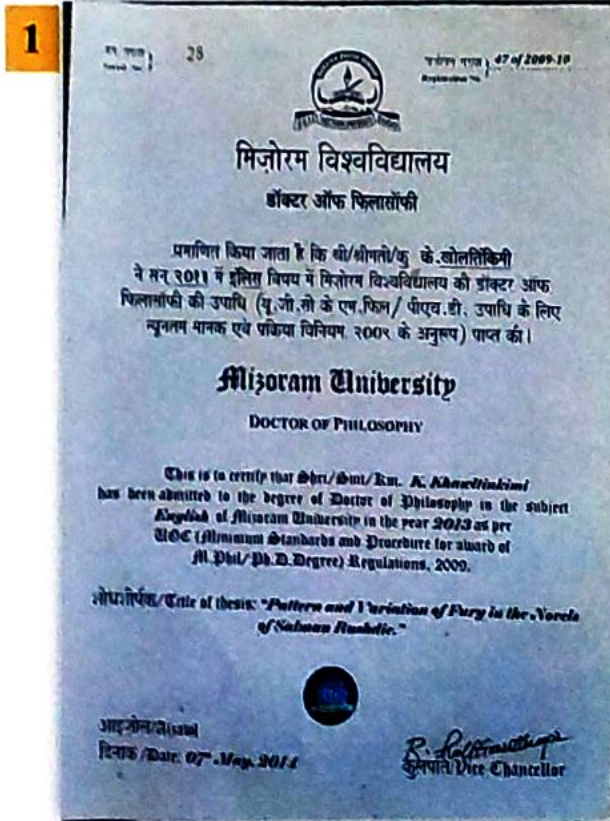 1
28
47 of 2009-10
मिज़ोरम विश्वविद्यालय
डॉक्टर ऑफ फिलासॉफी
प्रमाणित किया जाता है कि श्री/श्रीमती/कु के.खोलतिंकिमी
ने सन् २०१३ में इंलिस विषय में मिज़ोरम विश्वविद्यालय की डॉक्टर ऑफ
फिलासॉफी की उपाधि (यू.जी.सी के एम.फिल/ पीएच.डी. उपाधि के लिए
न्यूनतम मानक एवं प्रकिया विनियम २००९ के अनुरूप) प्राप्त की।
Mizoram University
DOCTOR OF PHILOSOPHY
This is to certify that Shri/Smt/Km. K. Khawltinkimi
has been admitted to the degree of Doctor of Philosophy in the subject
English of Mizoram University in the year 2013 as per
UGC (Minimum Standards and Procedure for award of
M.Phil/Ph.D.Degree) Regulations, 2009.
शोधशीर्षक/Title of thesis: "Pattern and Variation of Fury in the Novels
of Salman Rushdie."
आइजोल/Aizawl
दिनांक /Date: 07th May, 2014
कुलपति/Vice Chancellor